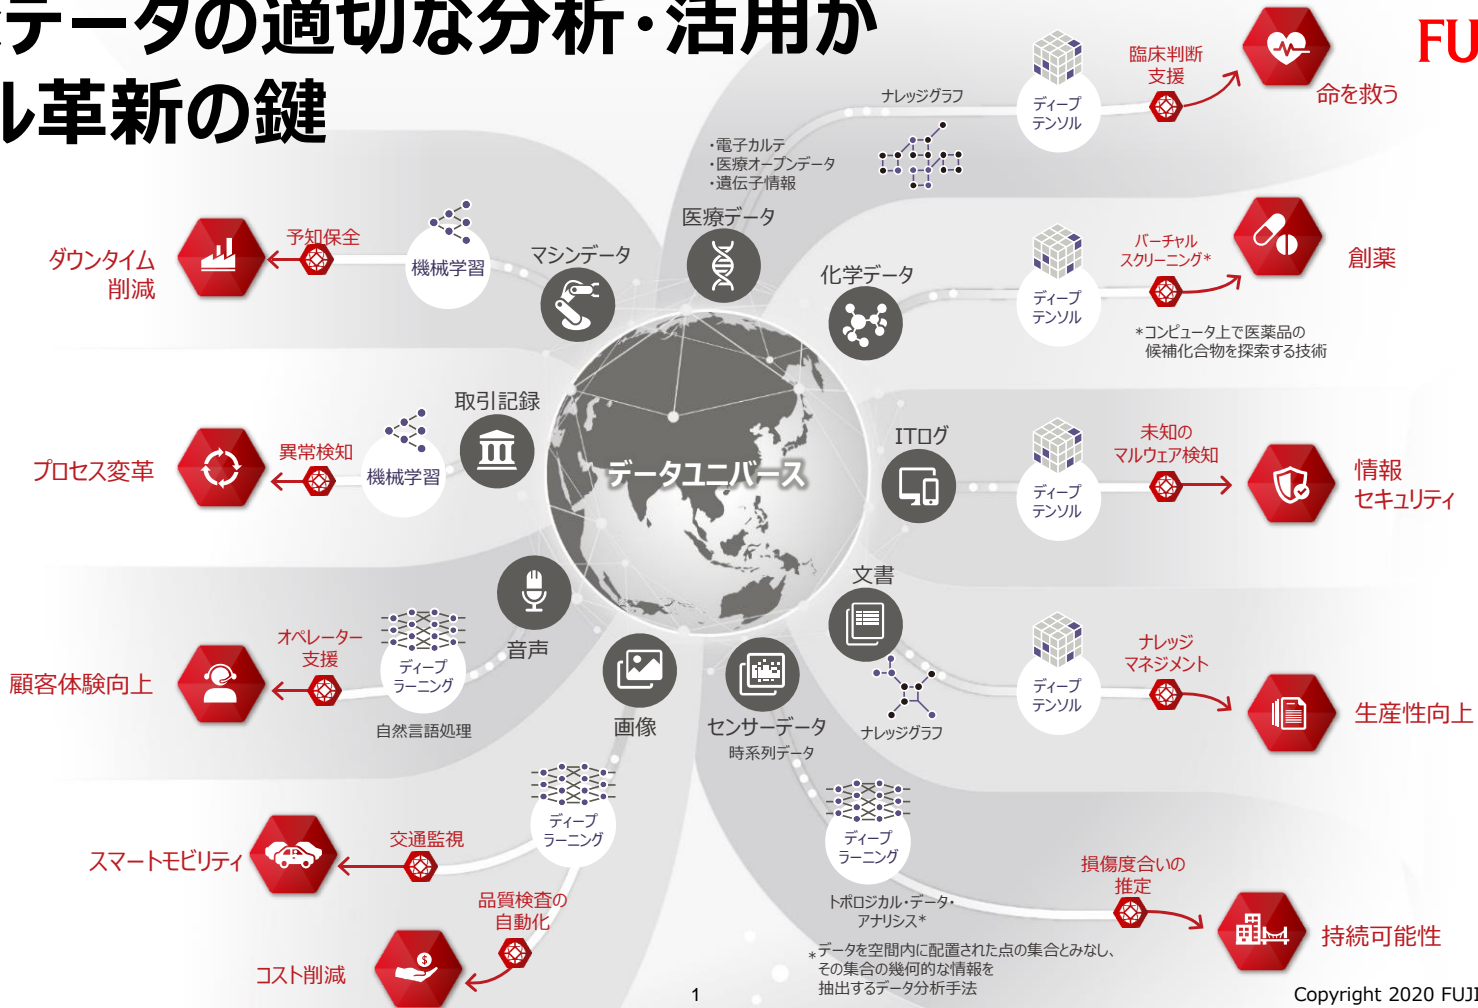 データの適切な分析・活用が
ル革新の鍵
FU
臨床判断
支援
命を救う
ナレッジグラフ
ディープ
テンソル
・電子カルテ
・医療オープンデータ
・遺伝子情報
医療データ
バーチャル
スクリーニング*
創薬
ディープ
テンソル
*コンピュータ上で医薬品の
候補化合物を探索する技術
化学データ
マシンデータ
機械学習
予知保全
ダウンタイム
削減
取引記録
機械学習
異常検知
プロセス変革
データユニバース
ITログ
ディープ
テンソル
未知の
マルウェア検知
情報
セキュリティ
文書
ナレッジグラフ
ディープ
テンソル
ナレッジ
マネジメント
生産性向上
音声
ディープ
ラーニング
自然言語処理
オペレーター
支援
顧客体験向上
画像
ディープ
ラーニング
交通監視
スマートモビリティ
品質検査の
自動化
コスト削減
センサーデータ
時系列データ
ディープ
ラーニング
トポロジカル・データ・
アナリシス*
*データを空間内に配置された点の集合とみなし、
その集合の幾何的な情報を
抽出するデータ分析手法
損傷度合いの
推定
持続可能性
1
Copyright 2020 FUJI